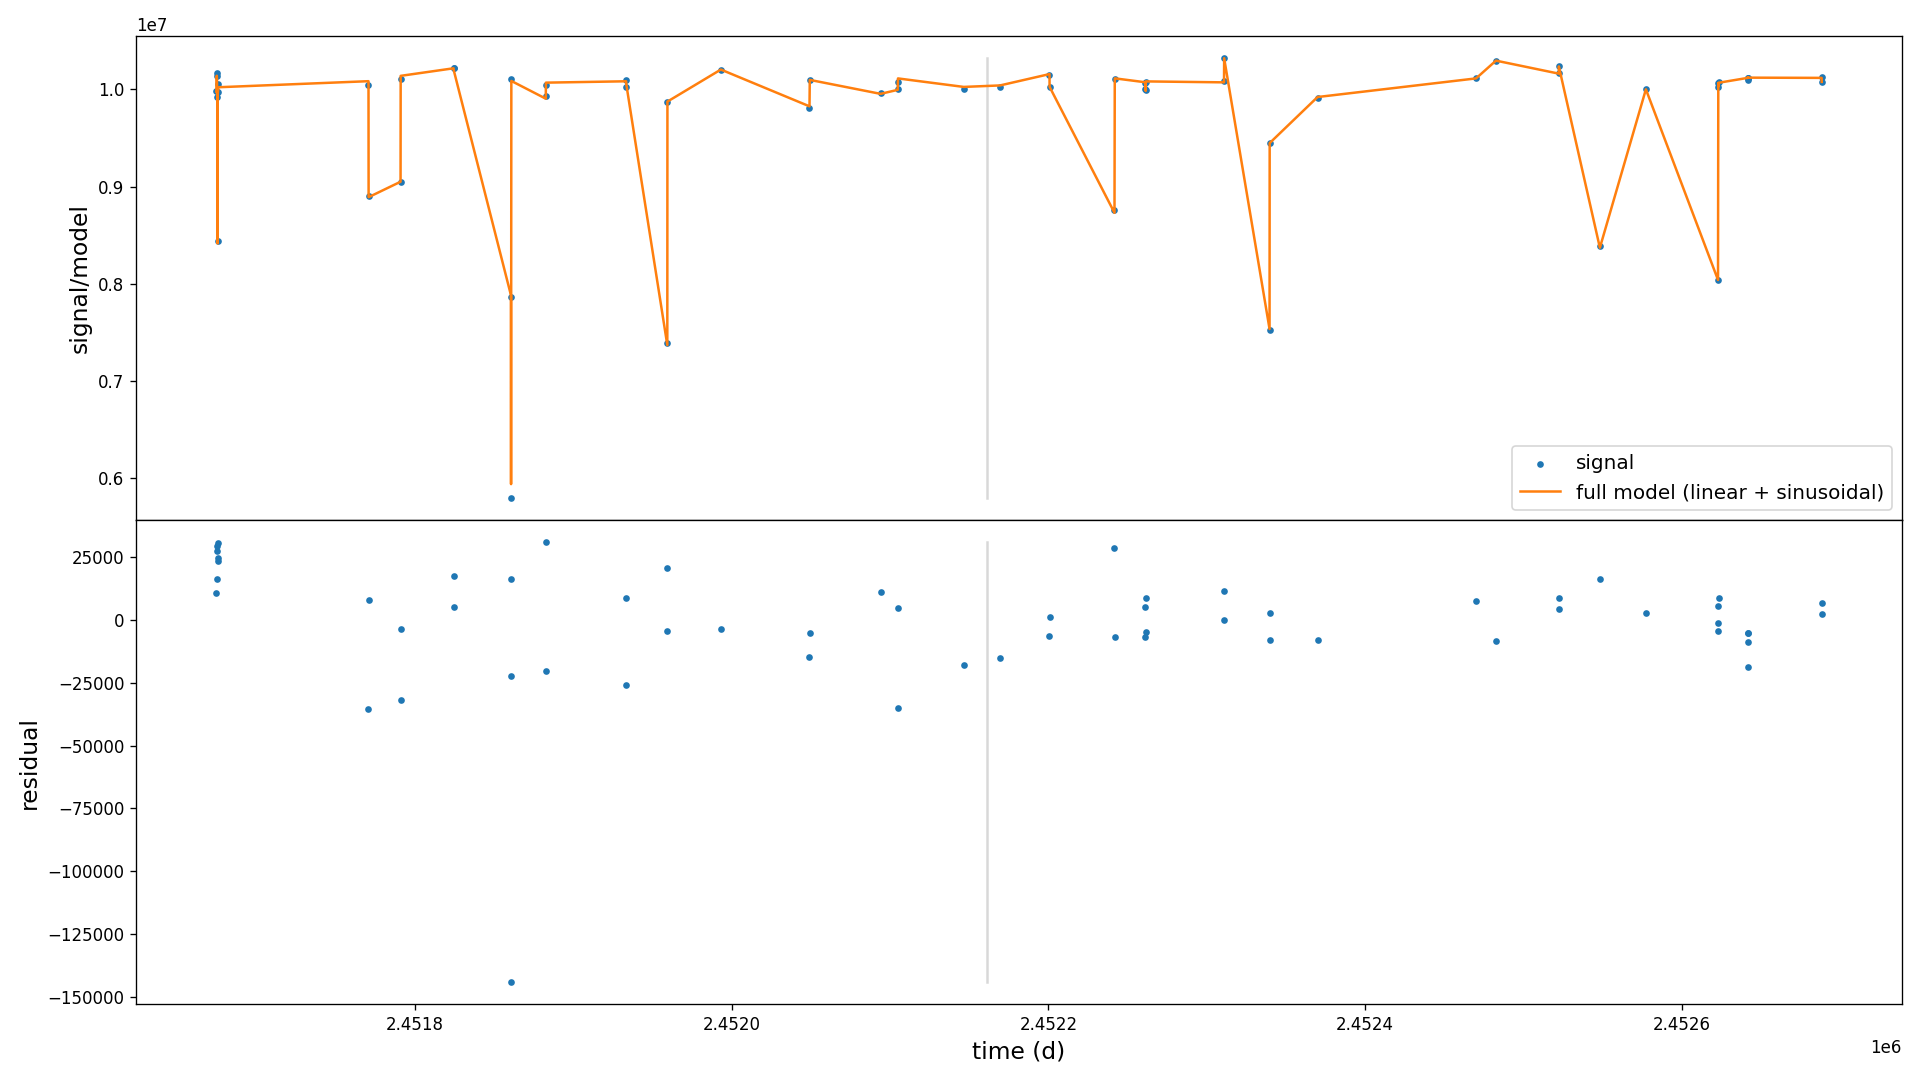 1e7
1.0
0.9
0.8
0.7
0.6
signal/model
signal
full model (linear + sinusoidal)
25000
0
−25000
−50000
−75000
−100000
−125000
−150000
residual
2.4518
2.4520
2.4522
2.4524
2.4526
time (d)
1e6